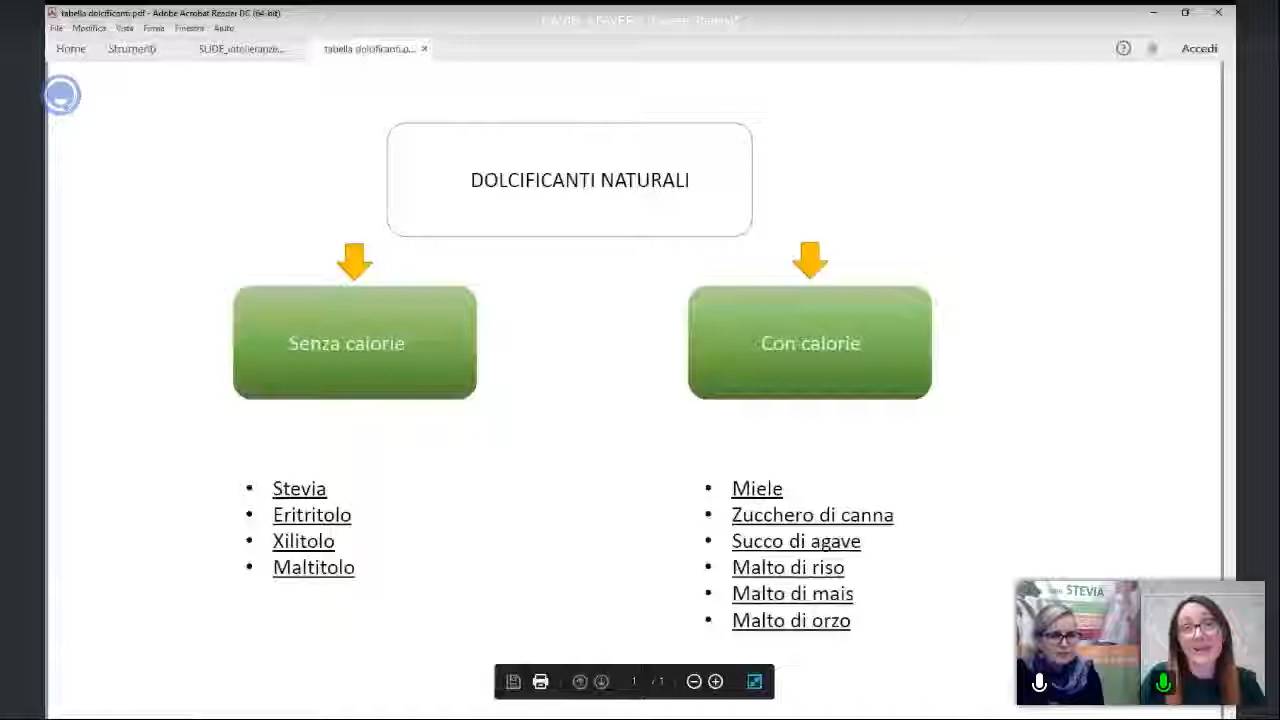 tabella dolcificanti.pdf - Adobe Acrobat Reader DC (64-bit)
File Modifica Vista Firma Finestra Aiuto
Home Strumenti SLIDE_intolleranze... tabella dolcificanti.p... × Accedi
DOLCIFICANTI NATURALI
Senza calorie
Con calorie
• Stevia
• Eritritolo
• Xilitolo
• Maltitolo
• Miele
• Zucchero di canna
• Succo di agave
• Malto di riso
• Malto di mais
• Malto di orzo
STEVIA
1 / 1